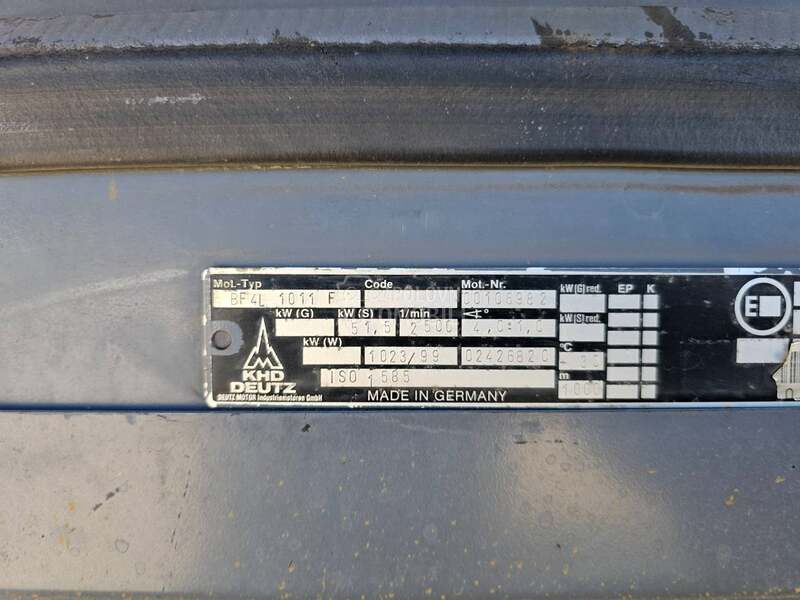 Mot.-Typ Code Mot.-Nr. kW(G)red. EP K
BF4L 1011 F 00106982
kW (G) kW (S) 1/min kW(S)red.
51,5 2500 4,0±1,0
kW (W) °C
1023/99 02426820 30
KHD
DEUTZ ISO 1585 m
1000
DEUTZ MOTOR Industriemotoren GmbH MADE IN GERMANY
E